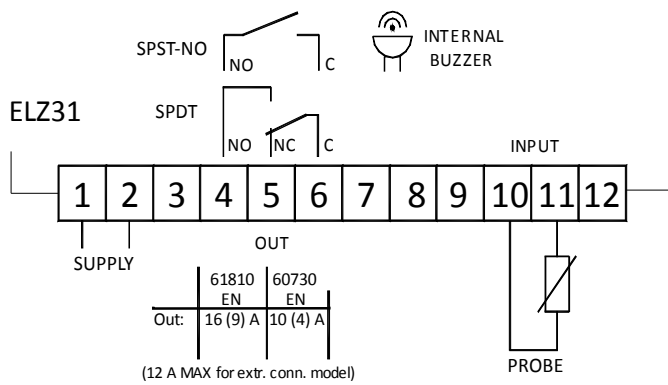 SPST-NO
NO C
INTERNAL
BUZZER
ELZ31
SPDT
NO NC C
INPUT
1 2 3 4 5 6 7 8 9 10 11 12
SUPPLY
OUT
61810 60730
EN EN
Out: 16 (9) A 10 (4) A
(12 A MAX for extr. conn. model)
PROBE